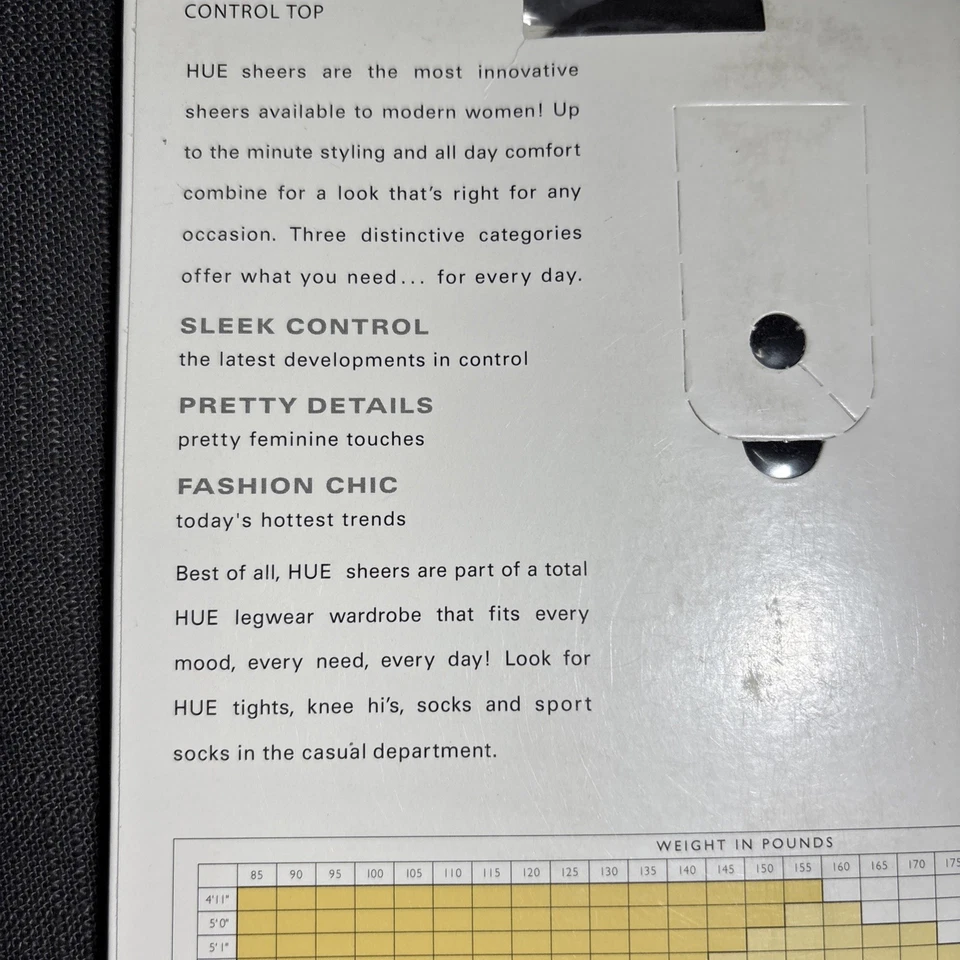 CONTROL TOP
HUE sheers are the most innovative
sheers available to modern women! Up
to the minute styling and all day comfort
combine for a look that's right for any
occasion. Three distinctive categories
offer what you need... for every day.
SLEEK CONTROL
the latest developments in control
PRETTY DETAILS
pretty feminine touches
FASHION CHIC
today's hottest trends
Best of all, HUE sheers are part of a total
HUE legwear wardrobe that fits every
mood, every need, every day! Look for
HUE tights, knee hi's, socks and sport
socks in the casual department.
WEIGHT IN POUNDS
85 90 95 100 105 110 115 120 125 130 135 140 145 150 155 160 165 170 175
4'11"
5'0"
5'1"